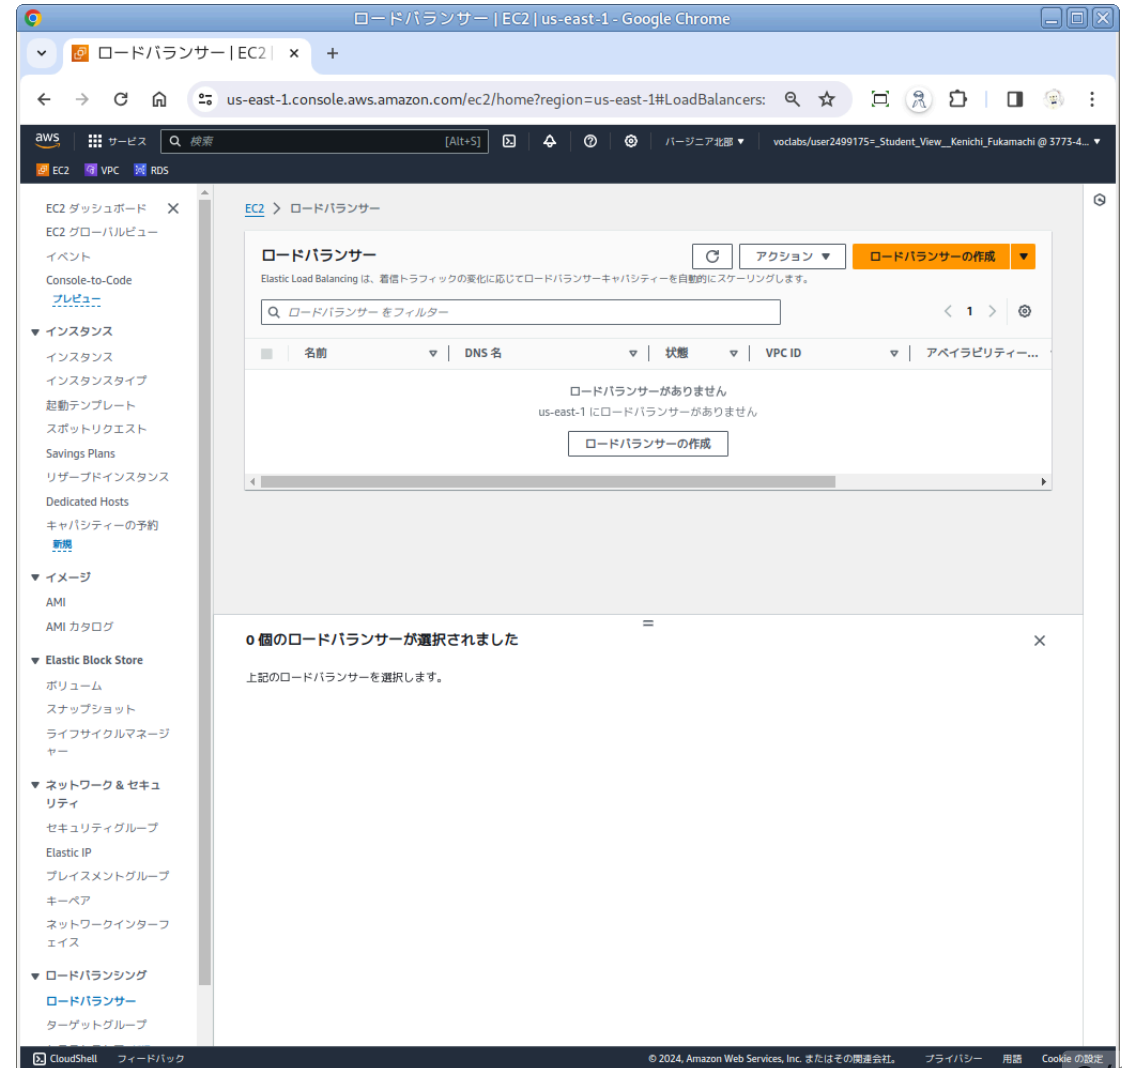 ロードバランサー | EC2 | us-east-1 - Google Chrome
ロードバランサー | EC2 |
us-east-1.console.aws.amazon.com/ec2/home?region=us-east-1#LoadBalancers:
aws サービス 検索 [Alt+S] バージニア北部 ▼ voclabs/user2499175=_Student_View__Kenichi_Fukamachi @ 3773-4... ▼
EC2 VPC RDS
EC2 ダッシュボード
EC2 グローバルビュー
イベント
Console-to-Code
プレビュー
▼ インスタンス
インスタンス
インスタンスタイプ
起動テンプレート
スポットリクエスト
Savings Plans
リザーブドインスタンス
Dedicated Hosts
キャパシティーの予約
新規
▼ イメージ
AMI
AMI カタログ
▼ Elastic Block Store
ボリューム
スナップショット
ライフサイクルマネージ
ャー
▼ ネットワーク & セキュ
リティ
セキュリティグループ
Elastic IP
プレイスメントグループ
キーペア
ネットワークインターフ
ェイス
▼ ロードバランシング
ロードバランサー
ターゲットグループ
EC2 > ロードバランサー
ロードバランサー
アクション ▼
ロードバランサーの作成 ▼
Elastic Load Balancing は、着信トラフィックの変化に応じてロードバランサーキャパシティーを自動的にスケーリングします。
ロードバランサー をフィルター
< 1 >
名前 DNS 名 状態 VPC ID アベイラビリティー...
ロードバランサーがありません
us-east-1 にロードバランサーがありません
ロードバランサーの作成
0 個のロードバランサーが選択されました
上記のロードバランサーを選択します。
CloudShell フィードバック © 2024, Amazon Web Services, Inc. またはその関連会社。 プライバシー 用語 Cookie の設定